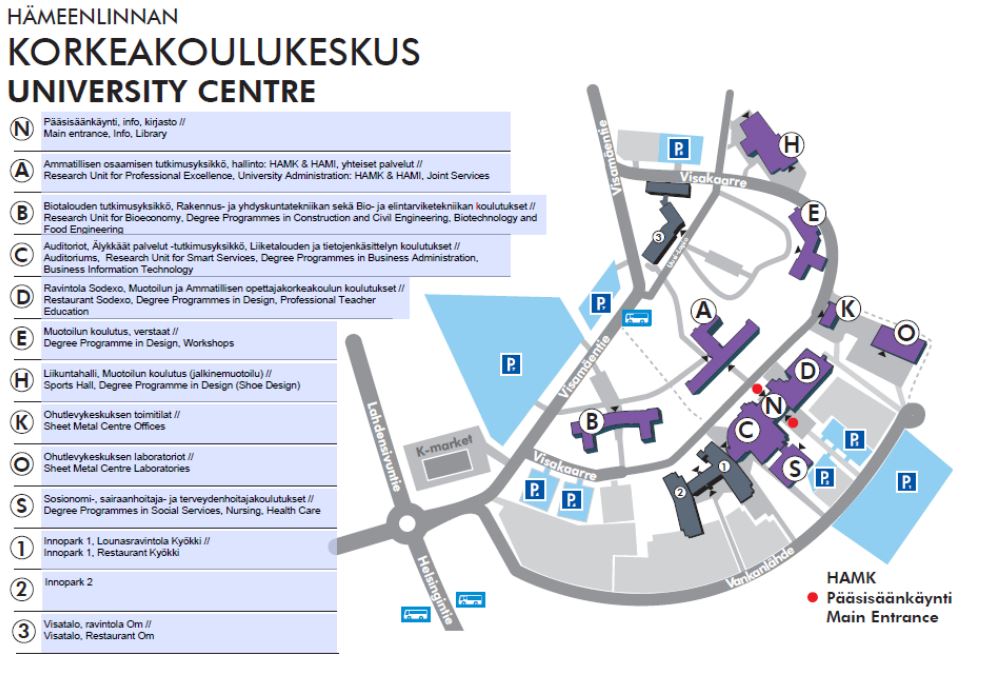 HÄMEENLINNAN
KORKEAKOULUKESKUS
UNIVERSITY CENTRE
N
Pääsisäänkäynti, info, kirjasto //
Main entrance, Info, Library
A
Ammatillisen osaamisen tutkimusyksikkö, hallinto: HAMK & HAMI, yhteiset palvelut //
Research Unit for Professional Excellence, University Administration: HAMK & HAMI, Joint Services
B
Biotalouden tutkimusyksikkö, Rakennus- ja yhdyskuntatekniikan sekä Bio- ja elintarviketekniikan koulutukset //
Research Unit for Bioeconomy, Degree Programmes in Construction and Civil Engineering, Biotechnology and
Food Engineering
C
Auditoriot, Älykkäät palvelut -tutkimusyksikkö, Liiketalouden ja tietojenkäsittelyn koulutukset //
Auditoriums, Research Unit for Smart Services, Degree Programmes in Business Administration,
Business Information Technology
D
Ravintola Sodexo, Muotoilun ja Ammatillisen opettajakorkeakoulun koulutukset //
Restaurant Sodexo, Degree Programmes in Design, Professional Teacher
Education
E
Muotoilun koulutus, verstaat //
Degree Programme in Design, Workshops
H
Liikuntahalli, Muotoilun koulutus (jalkinemuotoilu) //
Sports Hall, Degree Programme in Design (Shoe Design)
K
Ohutlevykeskuksen toimitilat //
Sheet Metal Centre Offices
O
Ohutlevykeskuksen laboratoriot //
Sheet Metal Centre Laboratories
S
Sosionomi-, sairaanhoitaja- ja terveydenhoitajakoulutukset //
Degree Programmes in Social Services, Nursing, Health Care
1
Innopark 1, Lounasravintola Kyökki //
Innopark 1, Restaurant Kyökki
2
Innopark 2
3
Visatalo, ravintola Om //
Visatalo, Restaurant Om
Visamäentie
P
H
Visakaarre
3
E
P
A
K
O
Visamäentie
P
D
N
B
C
P
Lahdensivuntie
K-market
Visakaarre
1
S
P
P
P
P
2
Vankanlähde
Helsingintie
HAMK
Pääsisäänkäynti
Main Entrance